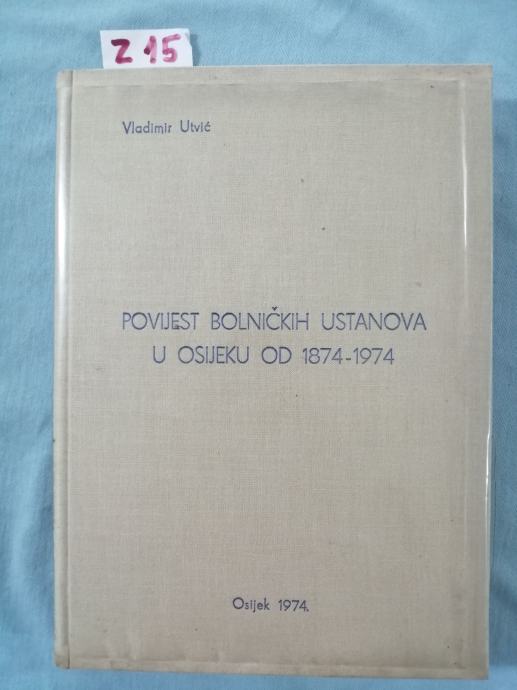 Z 15
Vladimir Utvić
POVIJEST BOLNIČKIH USTANOVA
U OSIJEKU OD 1874-1974
Osijek 1974.